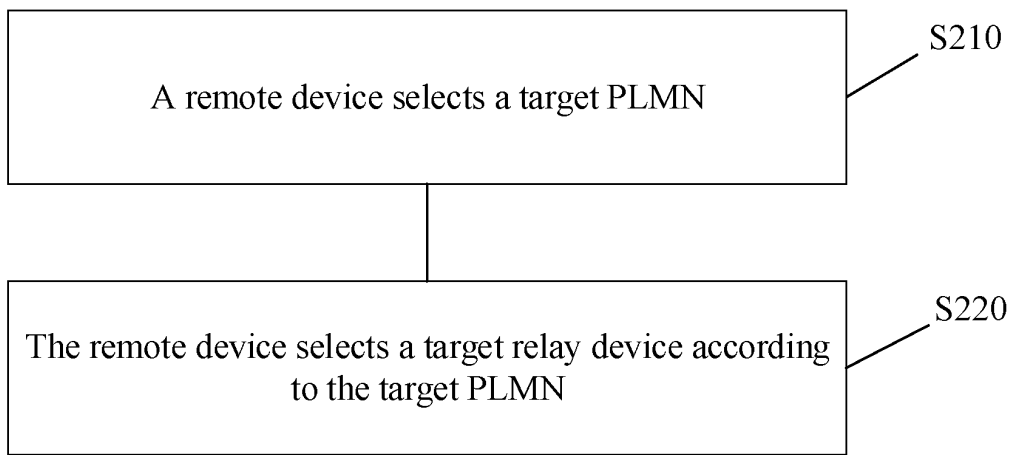 S210
A remote device selects a target PLMN
S220
The remote device selects a target relay device according
to the target PLMN